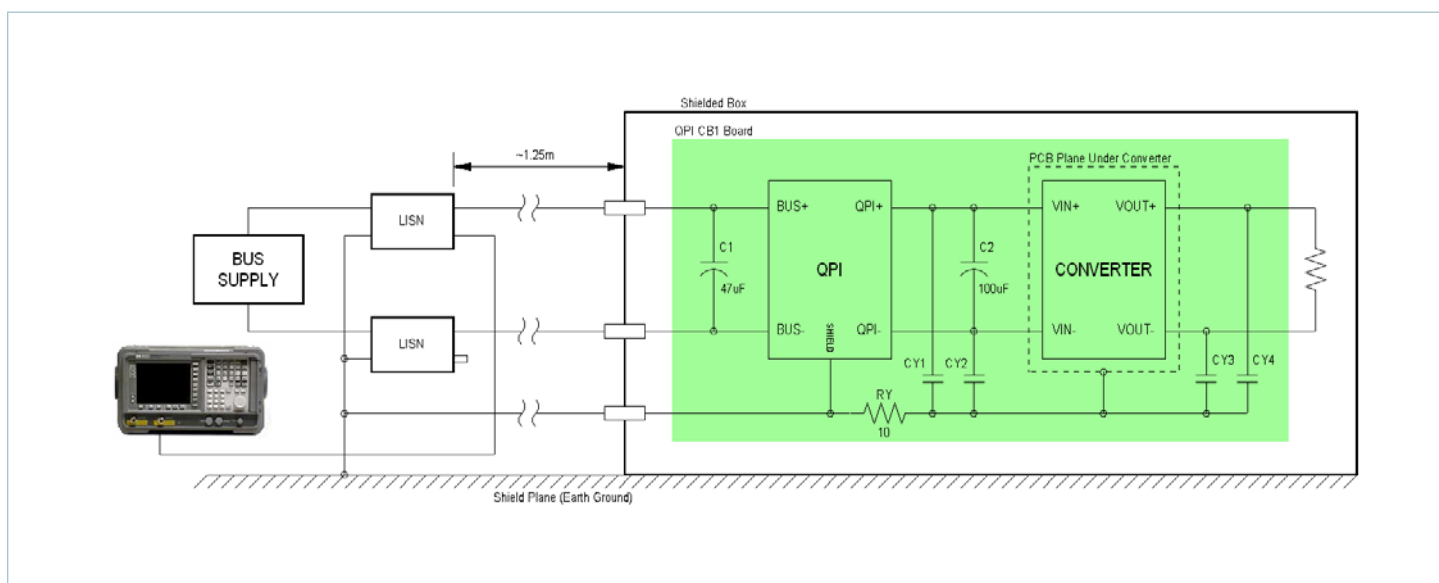 Shielded Box
QPI CB1 Board
~1.25m
PCB Plane Under Converter
LISN
BUS+
QPI+
VIN+
VOUT+
BUS
SUPPLY
C1
47uF
QPI
C2
100uF
CONVERTER
LISN
BUS-
SHIELD
QPI-
VIN-
VOUT-
CY1
CY2
CY3
CY4
RY
10
Shield Plane (Earth Ground)